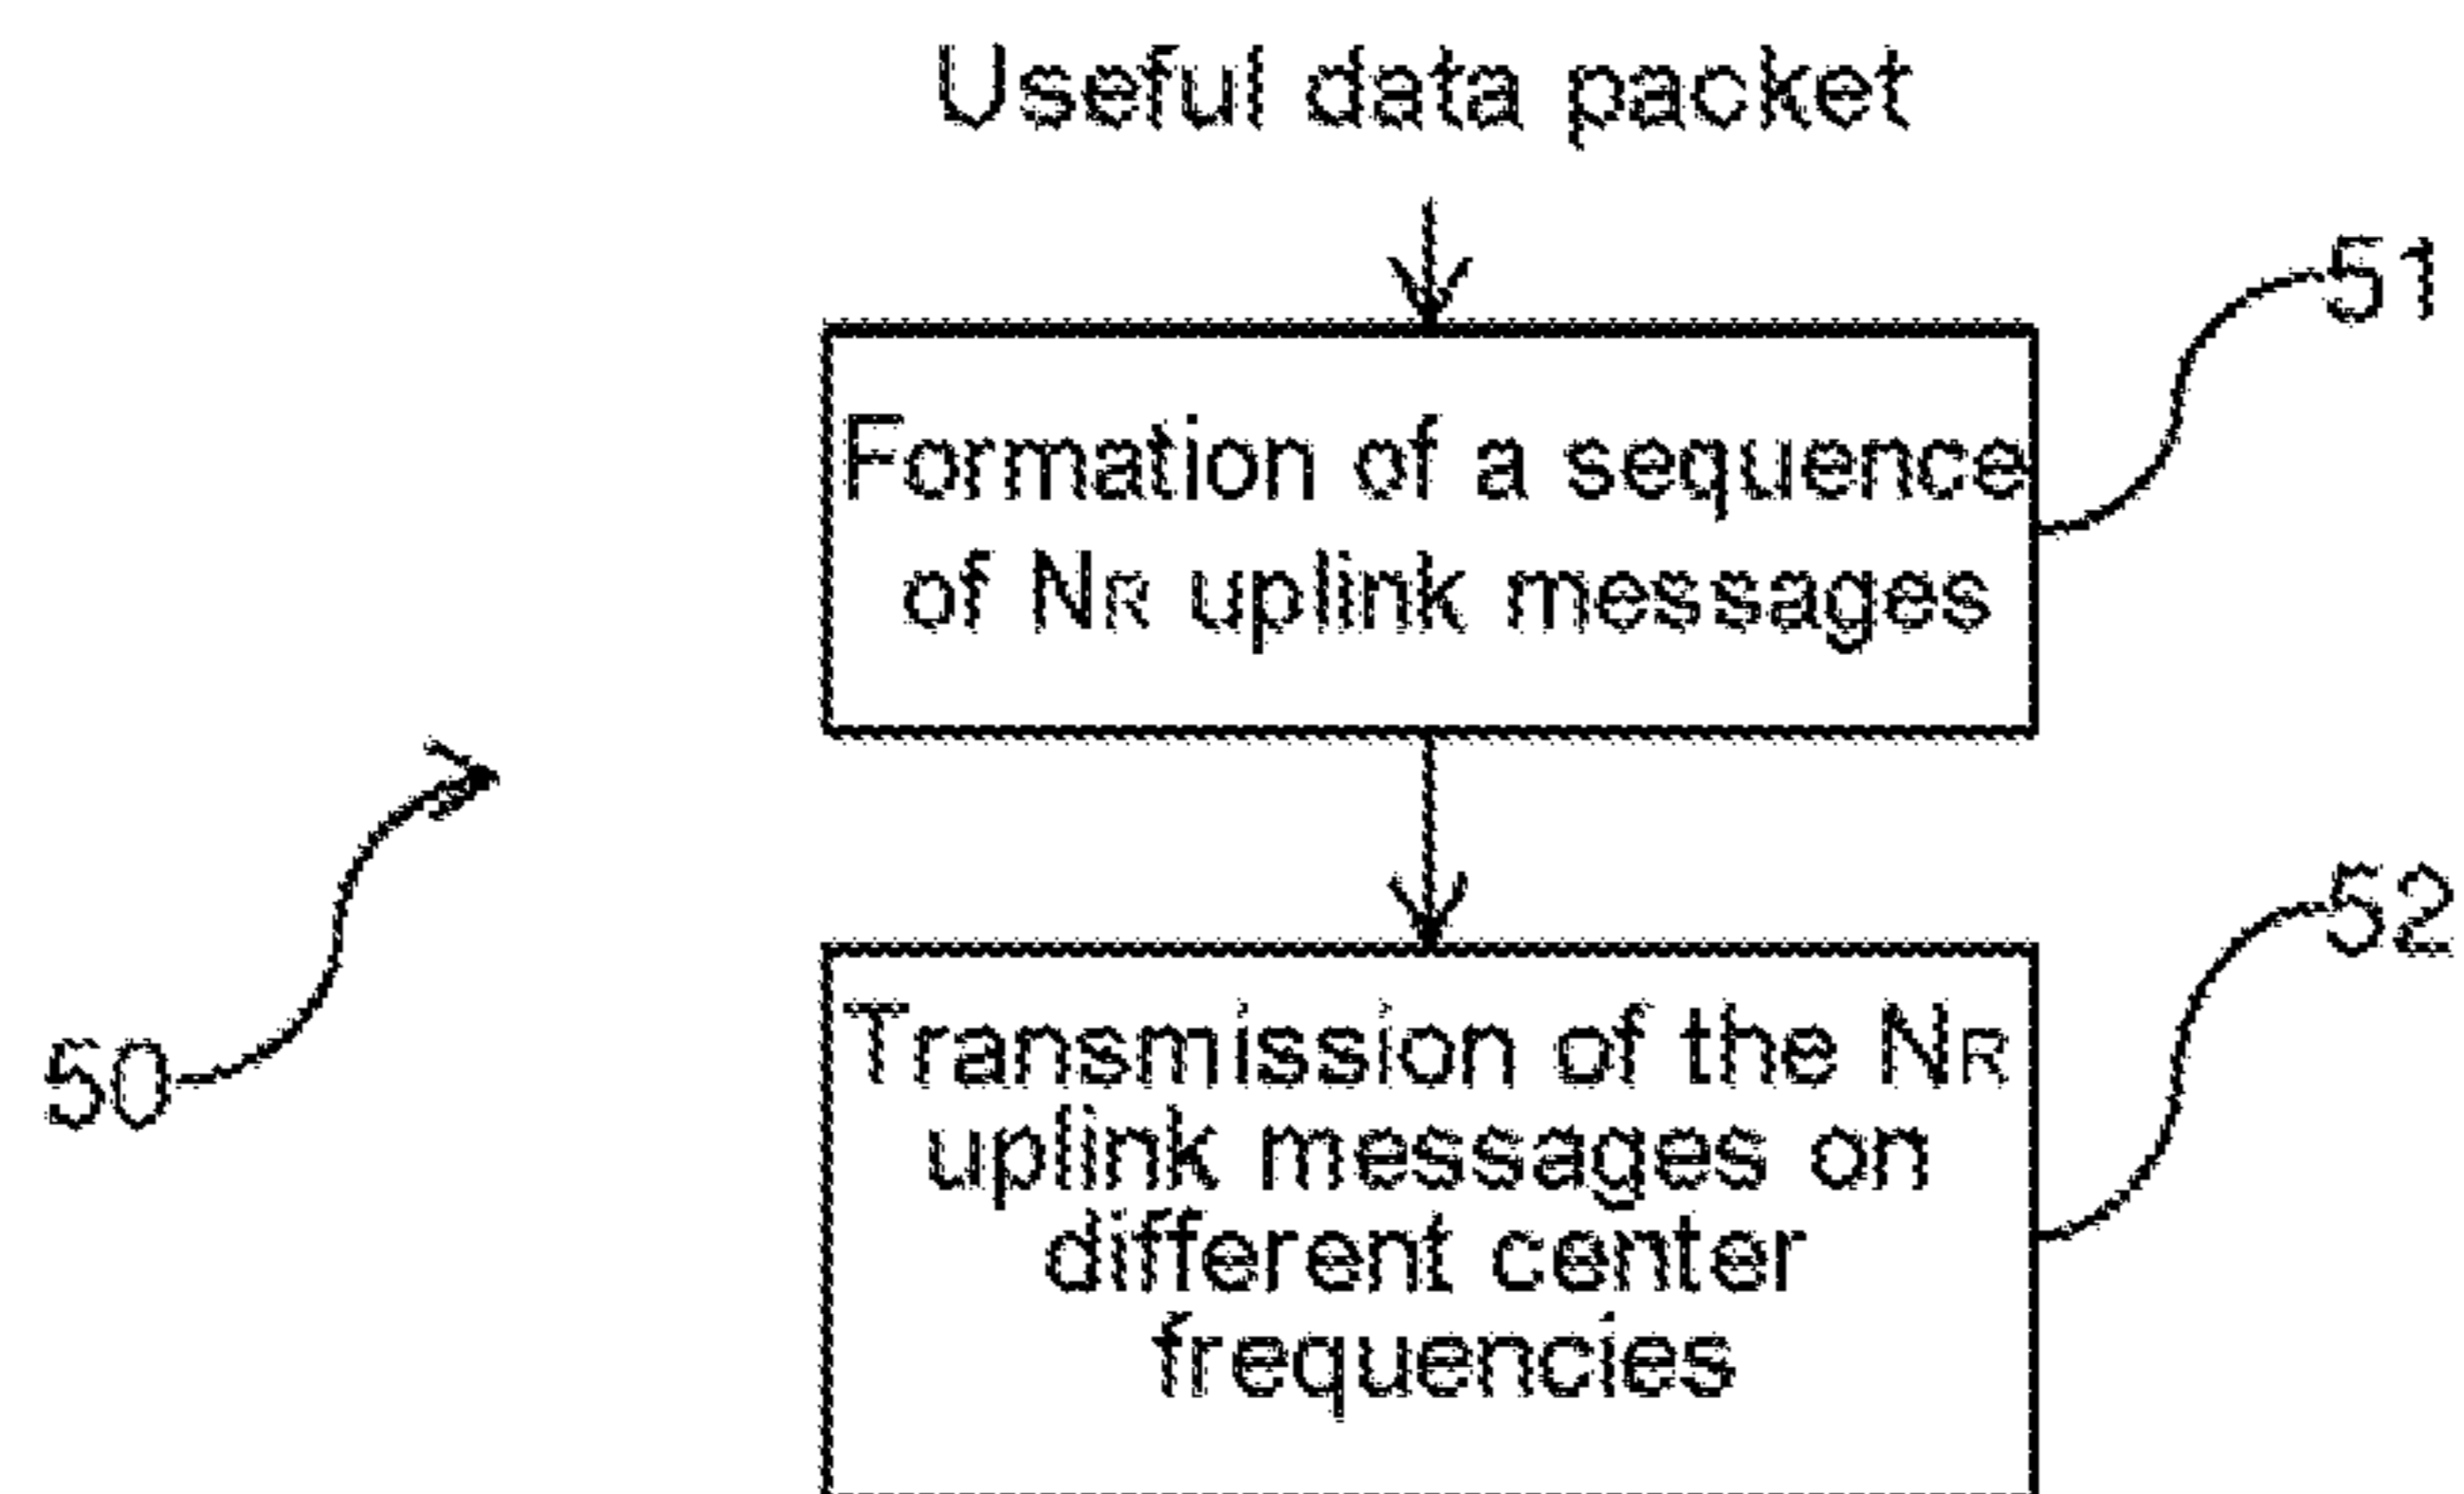 Useful data packet
51
Formation of a sequence
of NR uplink messages
52
50
Transmission of the NR
uplink messages on
different center
frequencies